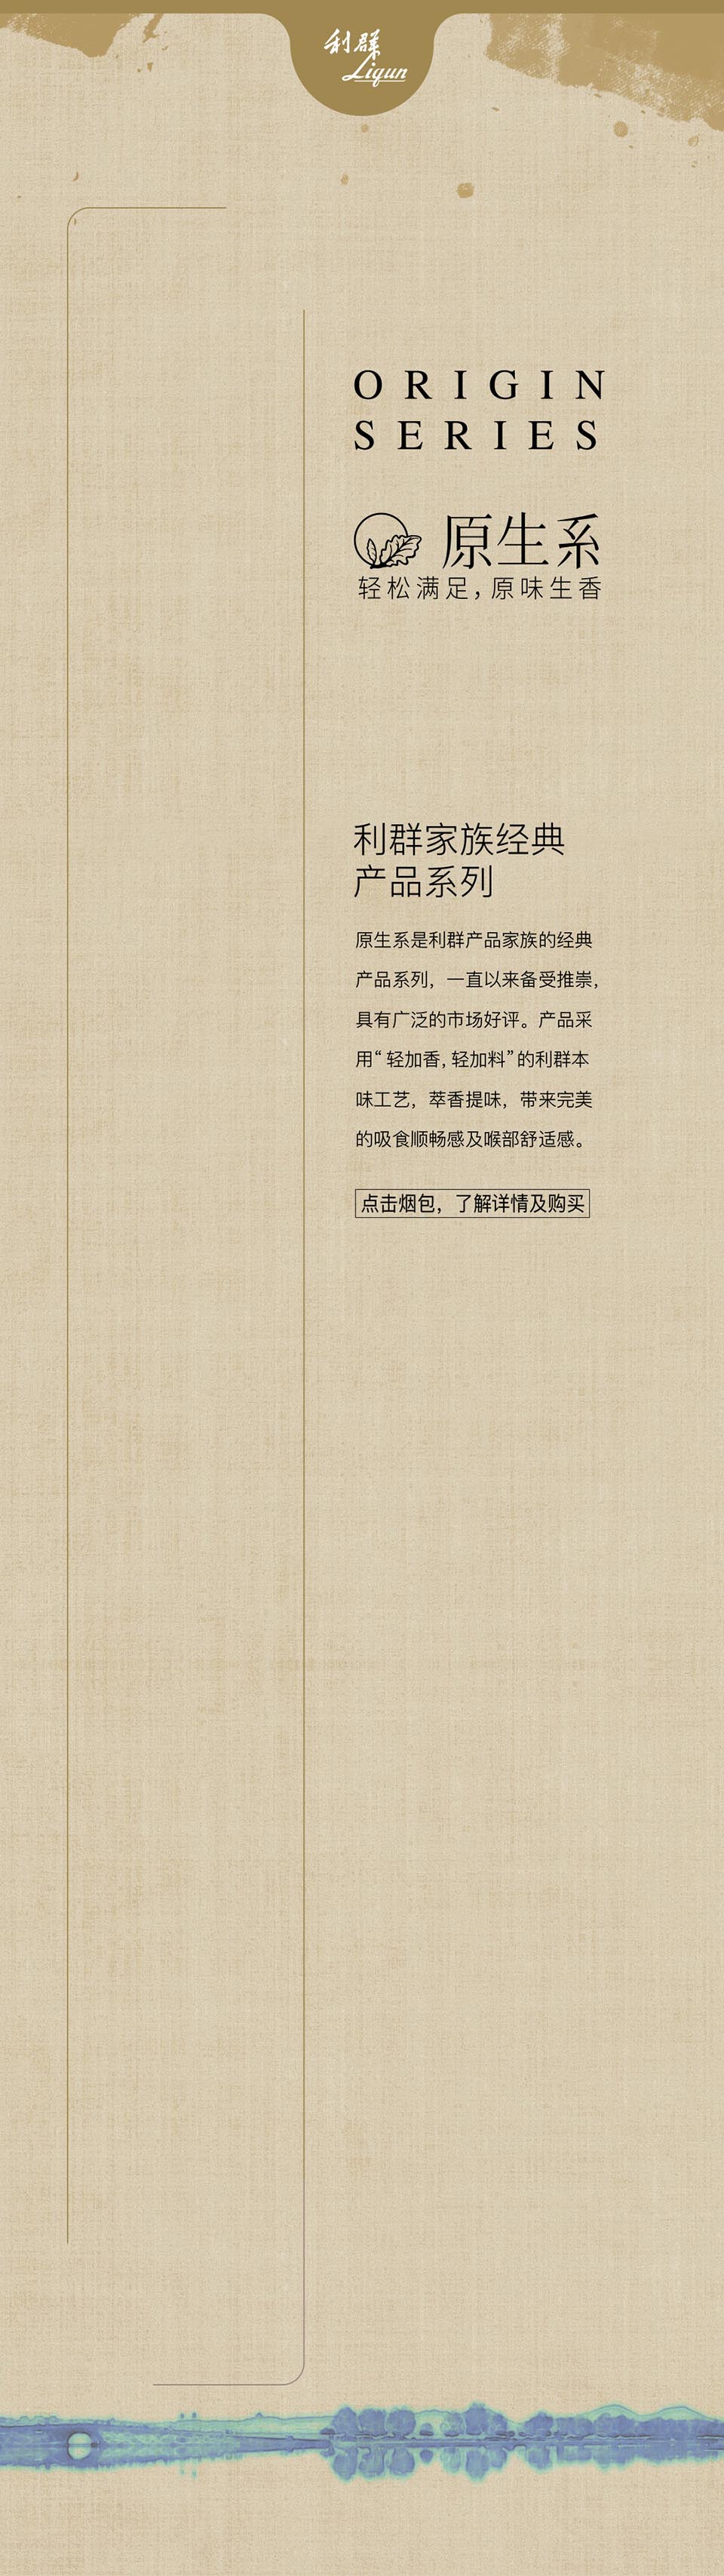 利群
Liqun
ORIGIN
SERIES
原生系
轻松满足,原味生香
利群家族经典
产品系列
原生系是利群产品家族的经典
产品系列，一直以来备受推崇,
具有广泛的市场好评。产品采
用“轻加香,轻加料”的利群本
味工艺，萃香提味，带来完美
的吸食顺畅感及喉部舒适感。
点击烟包，了解详情及购买